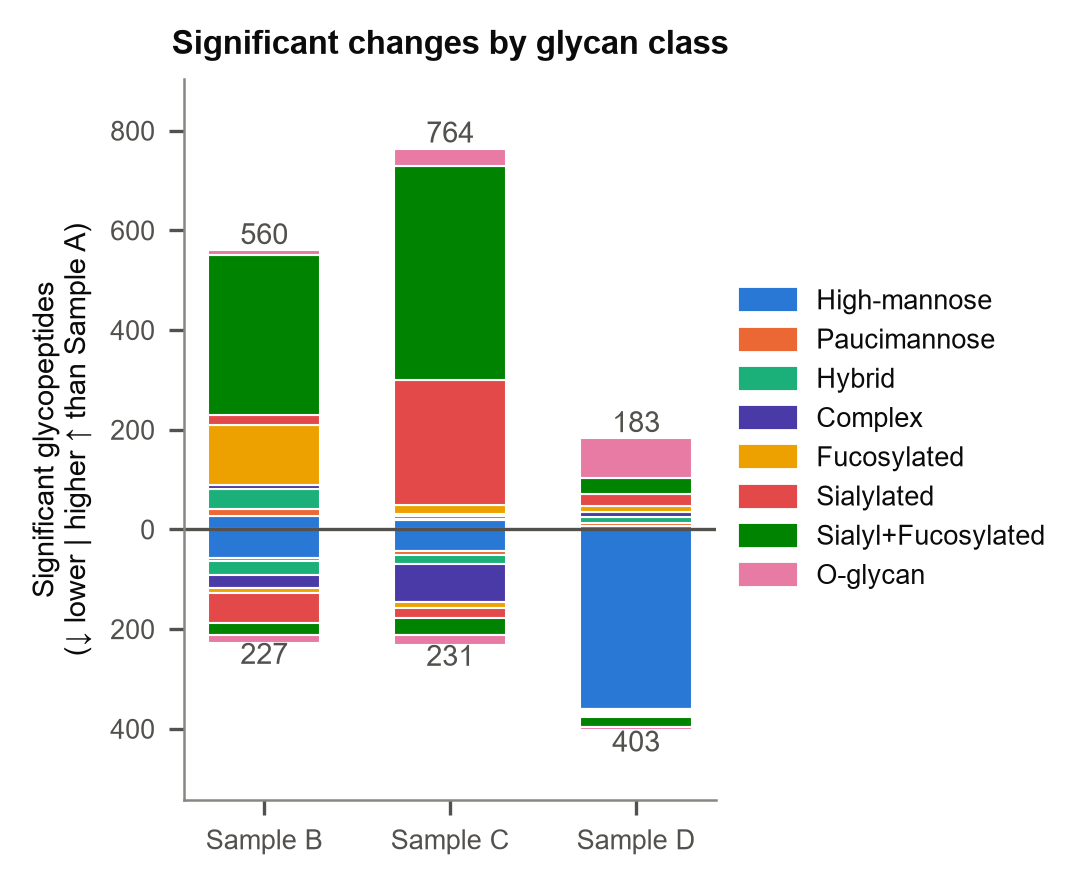 Significant changes by glycan class
Significant glycopeptides
(↓ lower | higher ↑ than Sample A)
800
600
400
200
0
200
400
560
764
183
227
231
403
Sample B
Sample C
Sample D
High-mannose
Paucimannose
Hybrid
Complex
Fucosylated
Sialylated
Sialyl+Fucosylated
O-glycan